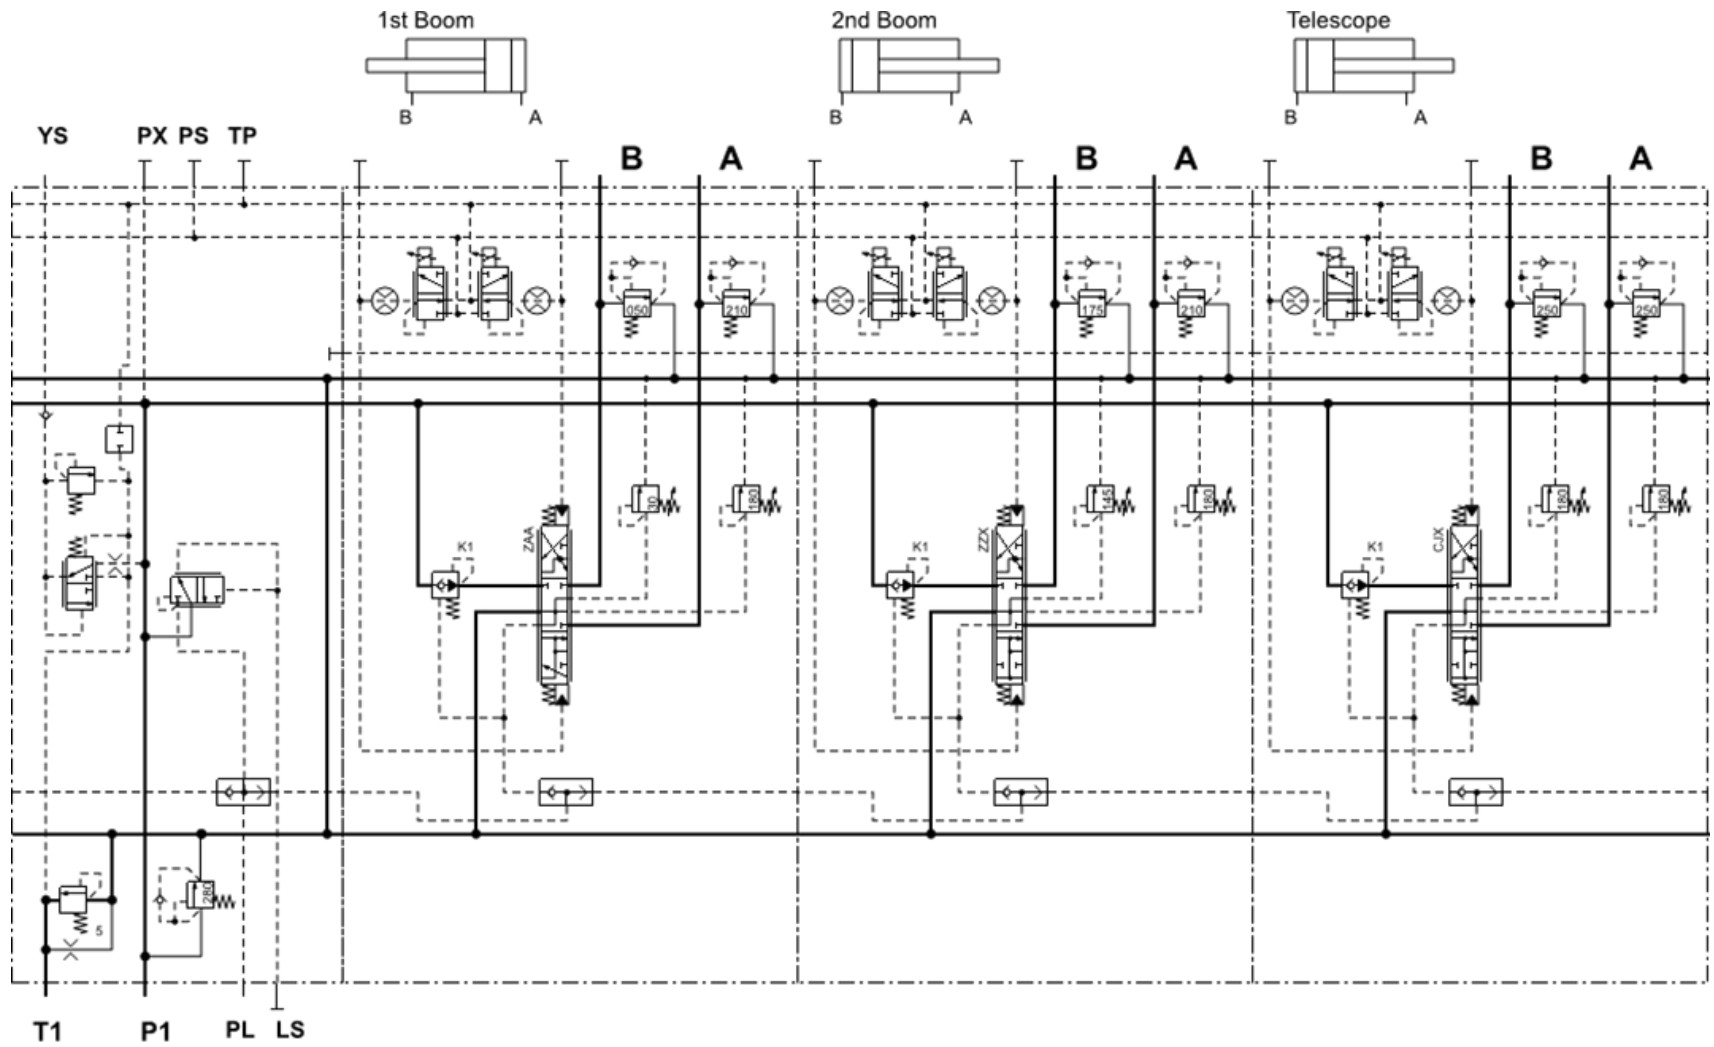 1st Boom
2nd Boom
Telescope
B A
B A
B A
YS PX PS TP
B A
B A
B A
050 210
175 210
250 250
30 180
145 180
180 180
ZAA
ZZX
CJX
K1
K1
K1
280
5
T1 P1 PL LS